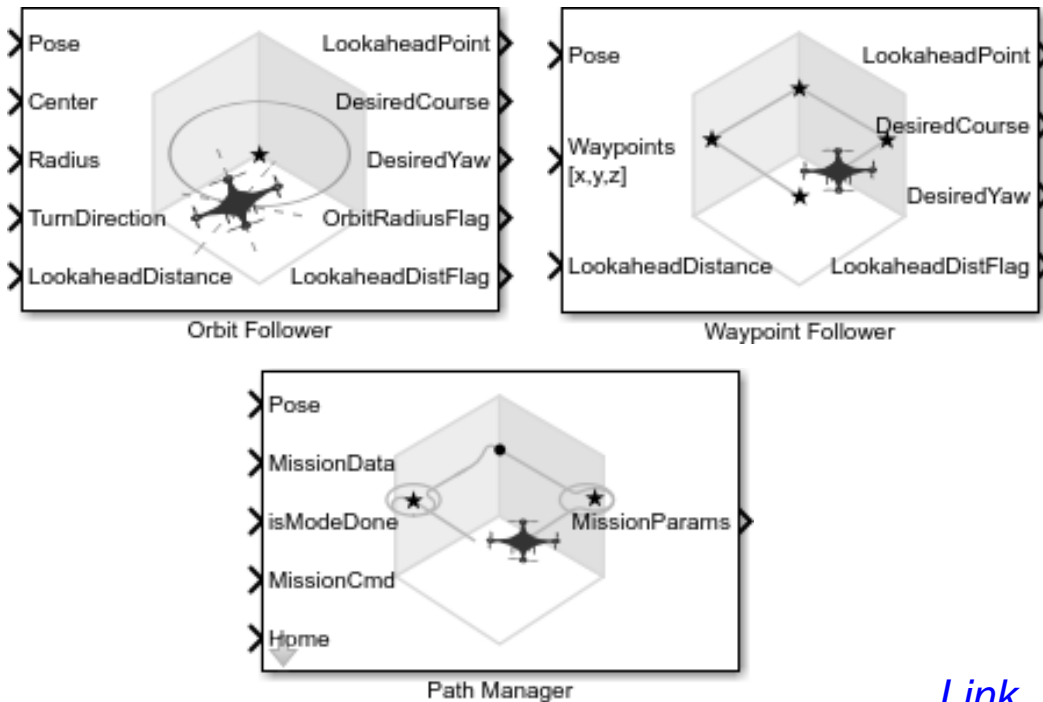 Pose
Center
Radius
TurnDirection
LookaheadDistance
LookaheadPoint
DesiredCourse
DesiredYaw
OrbitRadiusFlag
LookaheadDistFlag
Orbit Follower
Pose
Waypoints
[x,y,z]
LookaheadDistance
LookaheadPoint
DesiredCourse
DesiredYaw
LookaheadDistFlag
Waypoint Follower
Pose
MissionData
isModeDone
MissionCmd
Home
MissionParams
Path Manager
Link